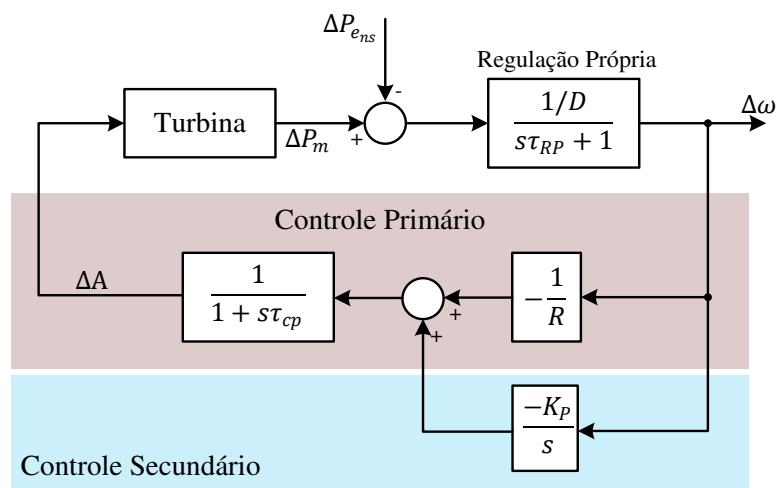 ΔP_{e_{ns}}
Regulação Própria
-
Turbina
ΔP_m
+
1/D
sτ_{RP} + 1
Δω
Controle Primário
ΔA
1
1 + sτ_{cp}
+
+
−1/R
−K_P
s
Controle Secundário